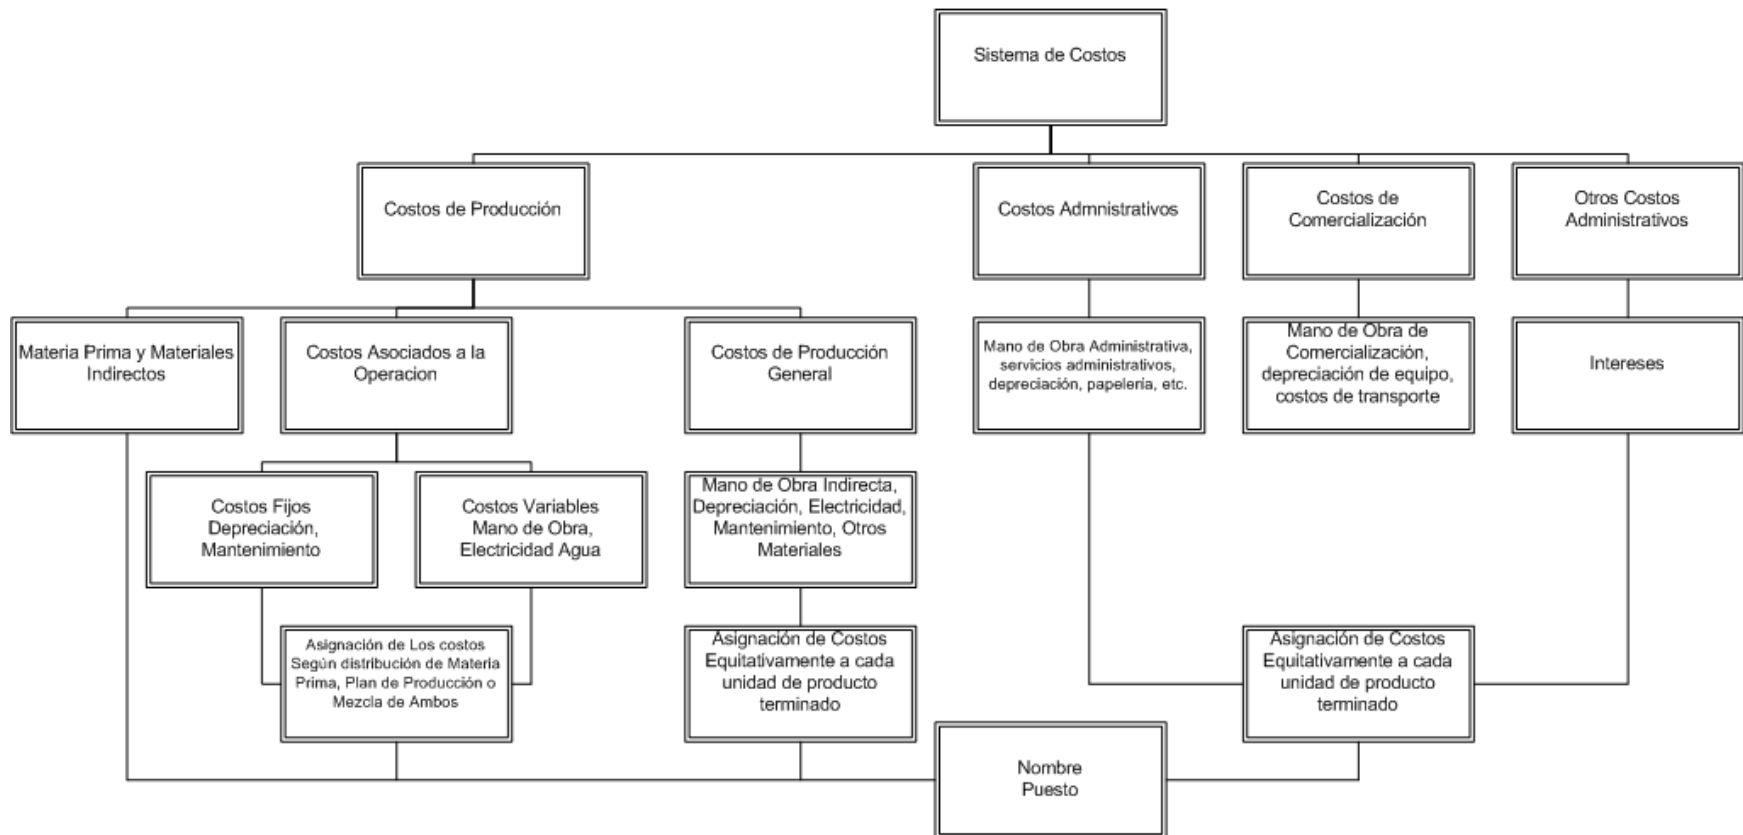 Sistema de Costos
Costos de Producción
Costos Admnistrativos
Costos de
Comercialización
Otros Costos
Administrativos
Materia Prima y Materiales
Indirectos
Costos Asociados a la
Operacion
Costos de Producción
General
Mano de Obra Administrativa,
servicios administrativos,
depreciación, papelería, etc.
Mano de Obra de
Comercialización,
depreciación de equipo,
costos de transporte
Intereses
Costos Fijos
Depreciación,
Mantenimiento
Costos Variables
Mano de Obra,
Electricidad Agua
Mano de Obra Indirecta,
Depreciación, Electricidad,
Mantenimiento, Otros
Materiales
Asignación de Los costos
Según distribución de Materia
Prima, Plan de Producción o
Mezcla de Ambos
Asignación de Costos
Equitativamente a cada
unidad de producto
terminado
Asignación de Costos
Equitativamente a cada
unidad de producto
terminado
Nombre
Puesto